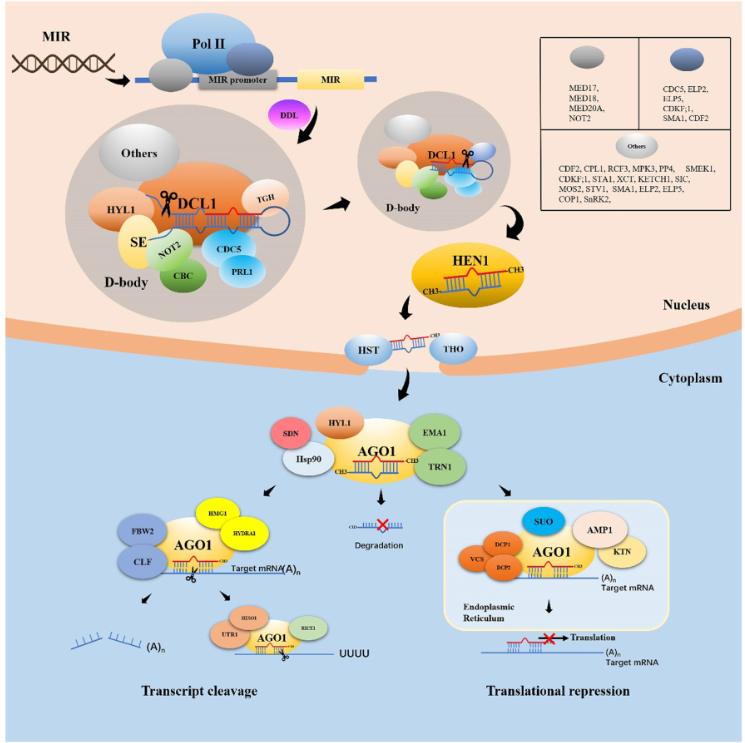 MIR
Pol II
MIR promoter
MIR
DDL
Others
DCL1
HYL1
TGH
SE
NOT2
CDC5
CBC
PRL1
D-body
DCL1
D-body
MED17,
MED18,
MED20A,
NOT2
CDC5, ELP2,
ELP5,
CDKF;1,
SMA1, CDF2
Others
CDF2, CPL1, RCF3, MPK3, PP4, SMEK1,
CDKF;1, STA1, XCT, KETCH1, SIC,
MOS2, STV1, SMA1, ELP2, ELP5,
COP1, SnRK2,
HEN1
CH3
CH3-
Nucleus
HST
CH3
THO
Cytoplasm
HYL1
SDN
EMA1
AGO1
Hsp90
CH3
TRN1
CH3-
HMG1
FBW2
HYDRA1
AGO1
CH3
CLF
Target mRNA(A)n
Degradation
SUO
AMP1
DCP1
VCS
AGO1
KTN
DCP2
CH3
(A)n
Target mRNA
Endoplasmic
Reticulum
(A)n
HESO1
UTR1
AGO1
RICE1
UUUU
Translation
(A)n
Target mRNA
Transcript cleavage
Translational repression